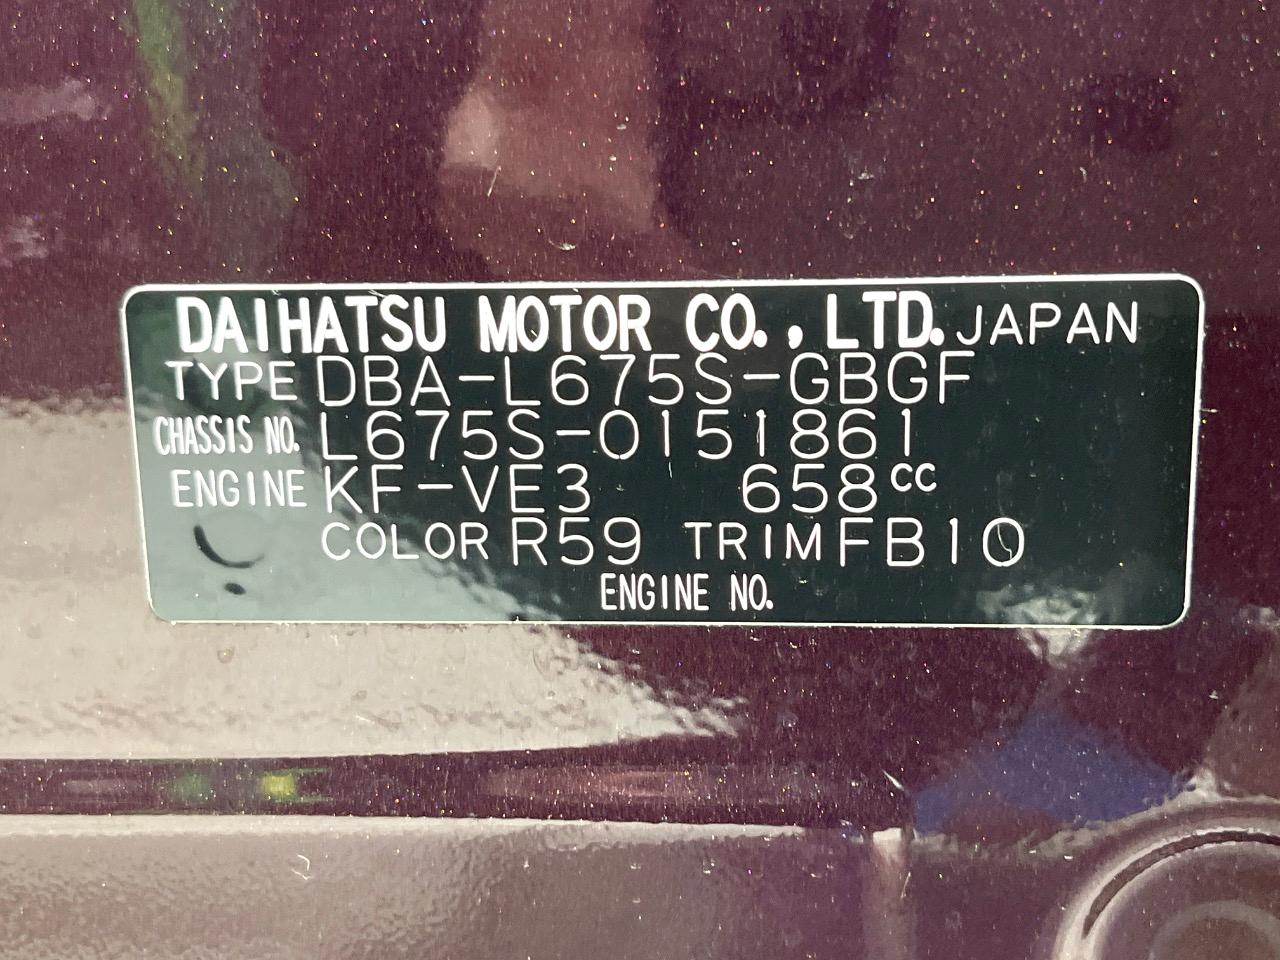 DAIHATSU MOTOR CO., LTD. JAPAN
TYPE DBA-L675S-GBGF
CHASSIS NO. L675S-0151861
ENGINE KF-VE3 658cc
COLOR R59 TRIM FB10
ENGINE NO.